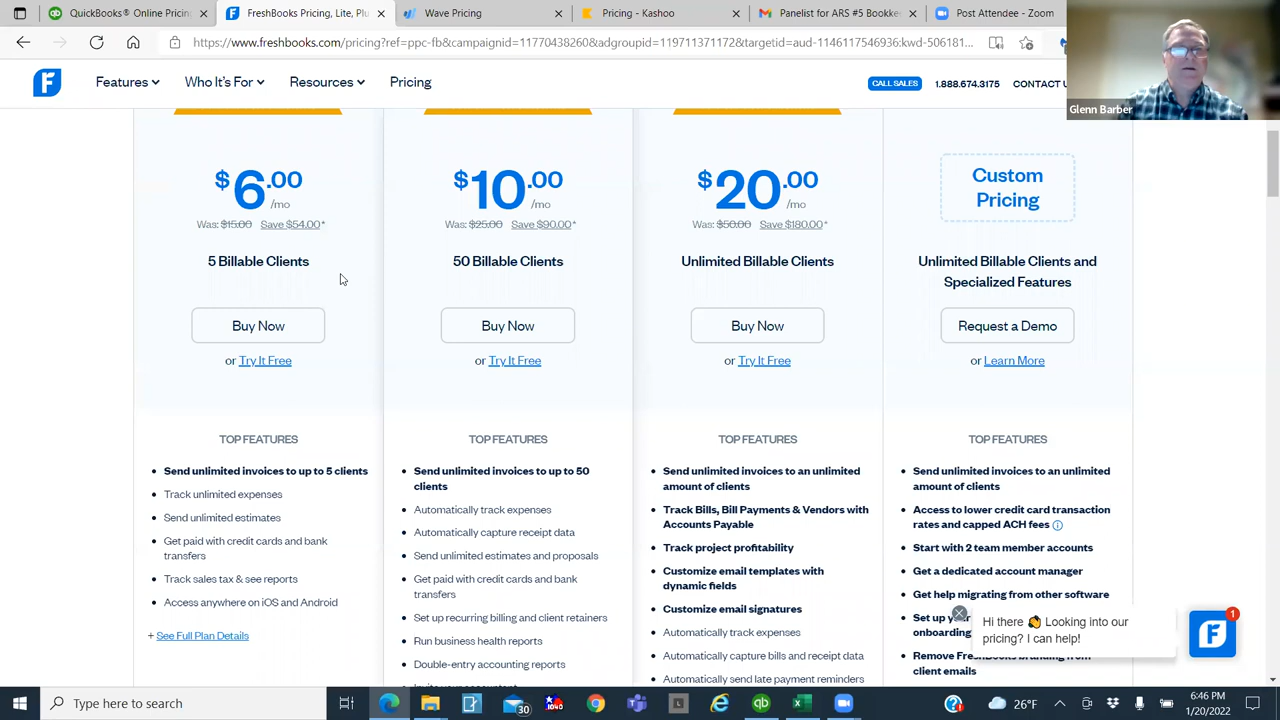 QuickBooks Online
FreshBooks Pricing, Lite, Plu
Wave Pricing
Pricing - Kash
Panelist for ARS #5 Bookke
Post Attendee - Zoom
https://www.freshbooks.com/pricing?ref=ppc-fb&campaignid=11770438260&adgroupid=119711371172&targetid=aud-1146117546936:kwd-506181...
Features
Who It's For
Resources
Pricing
CALL SALES
1.888.674.3175
CONTACT U
Glenn Barber
$6.00
/mo
Was: $15.00 Save $54.00*
5 Billable Clients
Buy Now
or Try It Free
$10.00
/mo
Was: $25.00 Save $90.00*
50 Billable Clients
Buy Now
or Try It Free
$20.00
/mo
Was: $50.00 Save $180.00*
Unlimited Billable Clients
Buy Now
or Try It Free
Custom
Pricing
Unlimited Billable Clients and
Specialized Features
Request a Demo
or Learn More
TOP FEATURES
Send unlimited invoices to up to 5 clients
Track unlimited expenses
Send unlimited estimates
Get paid with credit cards and bank
transfers
Track sales tax & see reports
Access anywhere on iOS and Android
+ See Full Plan Details
TOP FEATURES
Send unlimited invoices to up to 50
clients
Automatically track expenses
Automatically capture receipt data
Send unlimited estimates and proposals
Get paid with credit cards and bank
transfers
Set up recurring billing and client retainers
Run business health reports
Double-entry accounting reports
TOP FEATURES
Send unlimited invoices to an unlimited
amount of clients
Track Bills, Bill Payments & Vendors with
Accounts Payable
Track project profitability
Customize email templates with
dynamic fields
Customize email signatures
Automatically track expenses
Automatically capture bills and receipt data
Automatically send late payment reminders
TOP FEATURES
Send unlimited invoices to an unlimited
amount of clients
Access to lower credit card transaction
rates and capped ACH fees
Start with 2 team member accounts
Get a dedicated account manager
Get help migrating from other software
Set up
onboarding
Remove FreshBooks branding from
client emails
Hi there 👋 Looking into our
pricing? I can help!
1
Type here to search
30
26°F
6:46 PM
1/20/2022